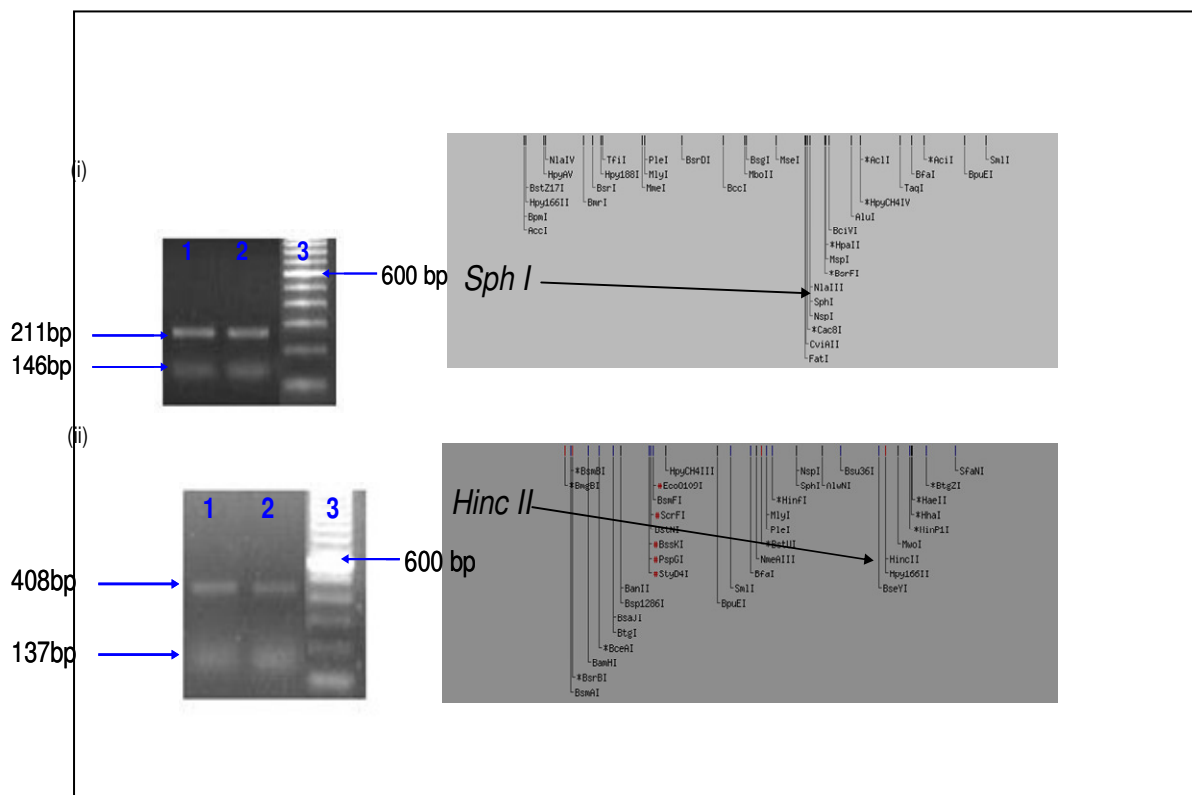 (i)
1 2 3
600 bp
211bp
146bp
Sph I
NlaIV TfiI PleI BsrDI BsgI MseI *AclI *AciI SmlI
HpyAV Hpy188I MlyI BccI MboII BfaI BpuEI
BstZ17I BsrI MmeI TaqI
Hpy166II BmrI *HpyCH4IV
BpmI AluI
AccI BciVI
*HpaII
MspI
*BsrFI
NlaIII
SphI
NspI
*Cac8I
CviAII
FatI
(ii)
1 2 3
600 bp
408bp
137bp
Hinc II
*BsmBI HpyCH4III NspI Bsu36I SfaNI
*BmgBI *EcoO109I SphI AlwNI *BtgZI
BsmFI *HinfI *HaeII
*ScrFI MlyI *HhaI
BstNI PleI *HinP1I
*BssKI *BstUI MwoI
*PspGI NmeAIII HincII
*StyD4I BfaI Hpy166II
BanII SmlI BseYI
Bsp1286I BpuEI
BsaJI
BtgI
*BceAI
BamHI
*BsrBI
BsmAI